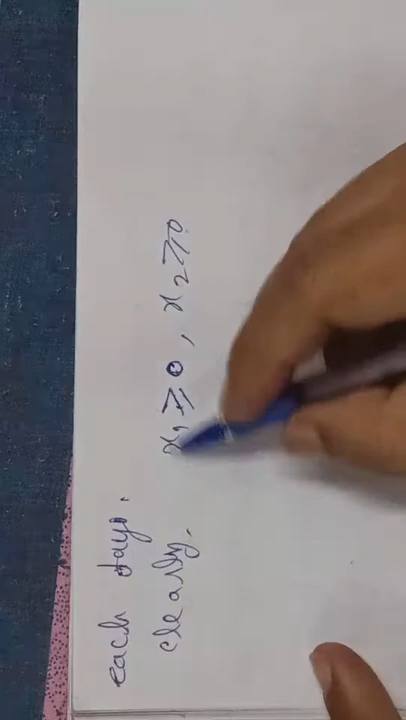 each days.
clearly. x₁ ≥ 0, x₂ ≥ 0